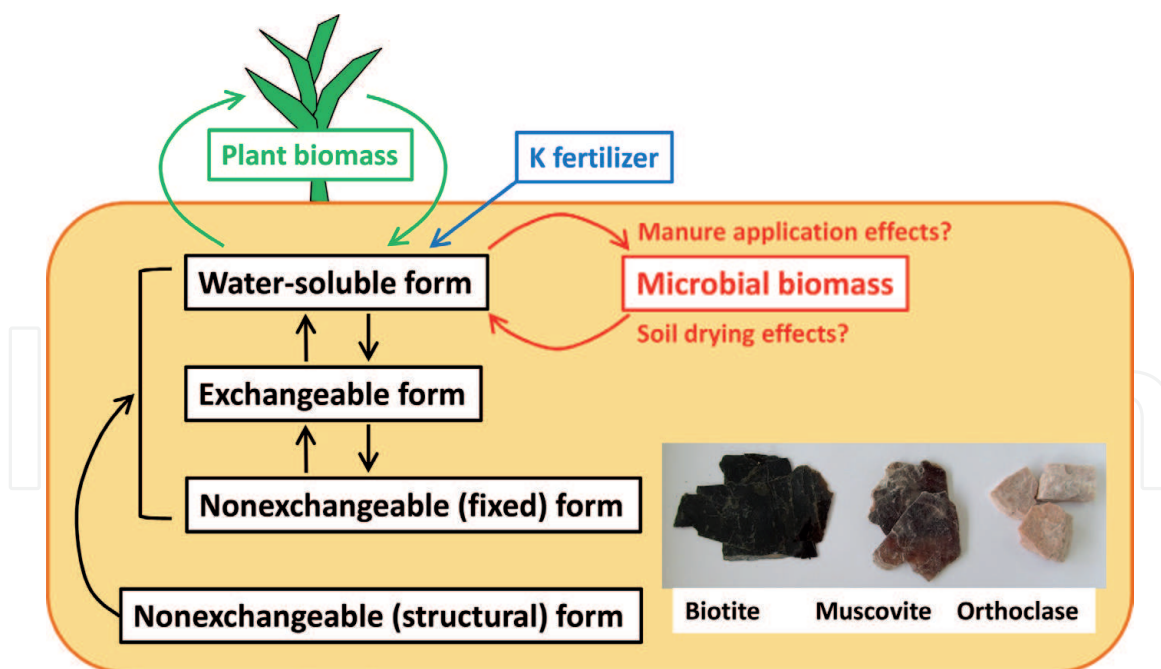 Plant biomass
K fertilizer
Manure application effects?
Water-soluble form
Microbial biomass
Soil drying effects?
Exchangeable form
Nonexchangeable (fixed) form
Nonexchangeable (structural) form
Biotite
Muscovite
Orthoclase